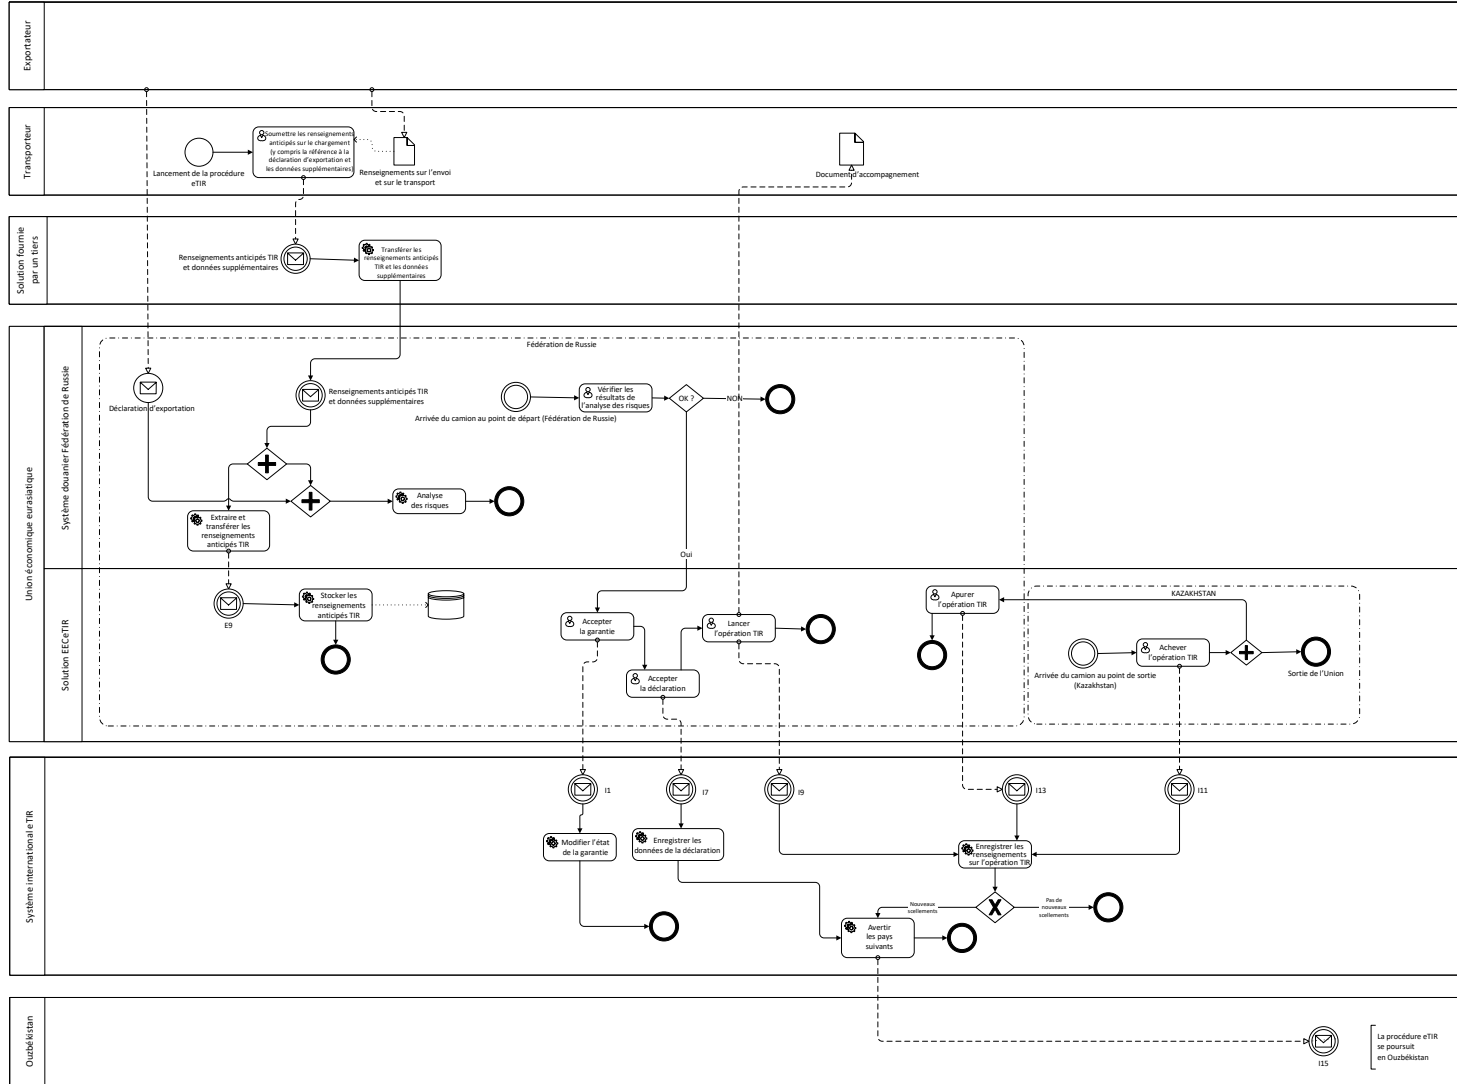 Exportateur
Transporteur
Lancement de la procédure
eTIR
Soumettre les renseignements
anticipés sur le chargement
(y compris la référence à la
déclaration d'exportation et
les données supplémentaires)
Renseignements sur l'envoi
et sur le transport
Document d'accompagnement
Solution fournie
par un tiers
Renseignements anticipés TIR
et données supplémentaires
Transférer les
renseignements anticipés
TIR et les données
supplémentaires
Union économique eurasiatique
Système douanier Fédération de Russie
Fédération de Russie
Déclaration d'exportation
Renseignements anticipés TIR
et données supplémentaires
Arrivée du camion au point de départ (Fédération de Russie)
Vérifier les
résultats de
l'analyse des risques
OK ?
NON
Analyse
des risques
Extraire et
transférer les
renseignements
anticipés TIR
Oui
Solution EECeTIR
E9
Stocker les
renseignements
anticipés TIR
Accepter
la garantie
Accepter
la déclaration
Lancer
l'opération TIR
Apurer
l'opération TIR
KAZAKHSTAN
Arrivée du camion au point de sortie
(Kazakhstan)
Achever
l'opération TIR
Sortie de l'Union
Système international eTIR
I1
I7
I9
I13
I11
Modifier l'état
de la garantie
Enregistrer les
données de la déclaration
Enregistrer les
renseignements
sur l'opération TIR
Nouveaux
scellements
Pas de
nouveaux
scellements
Avertir
les pays
suivants
Ouzbékistan
I15
La procédure eTIR
se poursuit
en Ouzbékistan